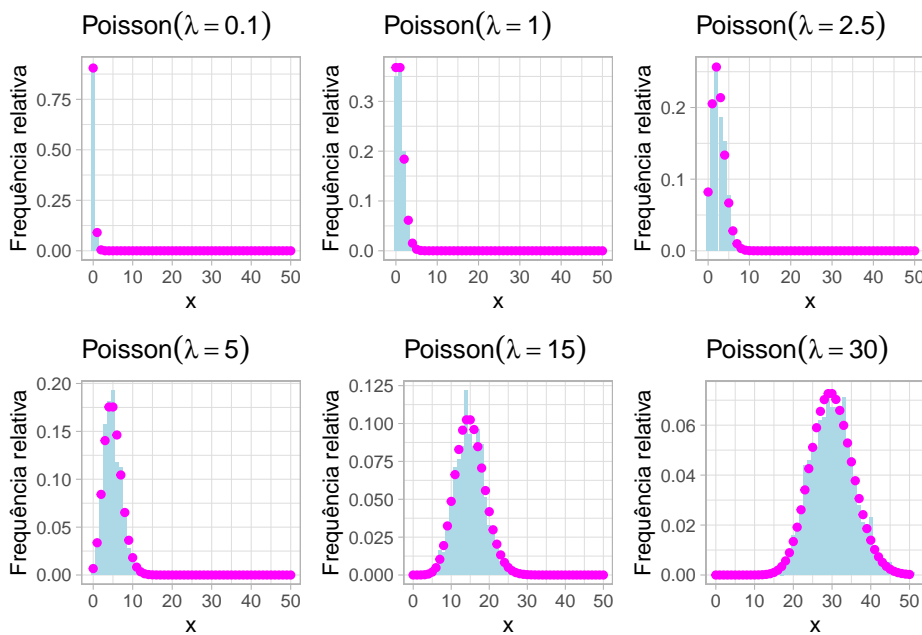 Poisson(λ = 0.1)
Poisson(λ = 1)
Poisson(λ = 2.5)
Frequência relativa
0.75
0.50
0.25
0.00
0 10 20 30 40 50
x
Frequência relativa
0.3
0.2
0.1
0.0
0 10 20 30 40 50
x
Frequência relativa
0.2
0.1
0.0
0 10 20 30 40 50
x
Poisson(λ = 5)
Poisson(λ = 15)
Poisson(λ = 30)
Frequência relativa
0.20
0.15
0.10
0.05
0.00
0 10 20 30 40 50
x
Frequência relativa
0.125
0.100
0.075
0.050
0.025
0.000
0 10 20 30 40 50
x
Frequência relativa
0.06
0.04
0.02
0.00
0 10 20 30 40 50
x